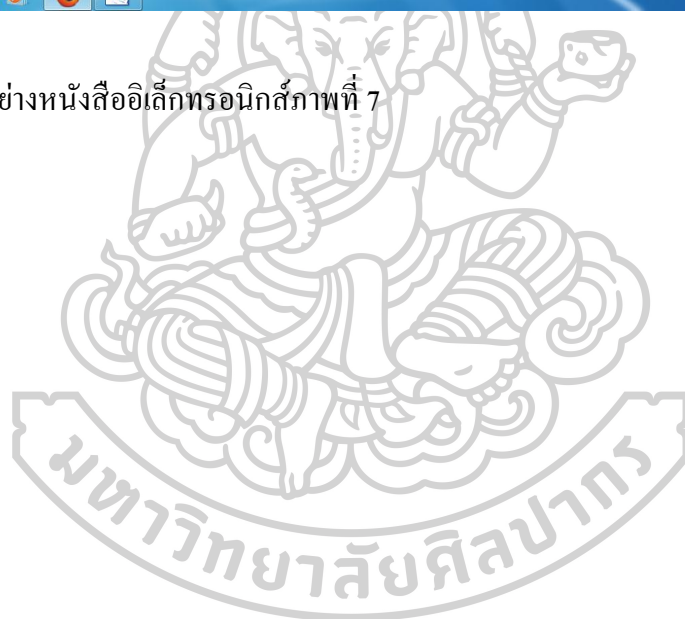 ย่างหนังสืออิเล็กทรอนิกส์ภาพที่ 7
มหาวิทยาลัยศิลปากร